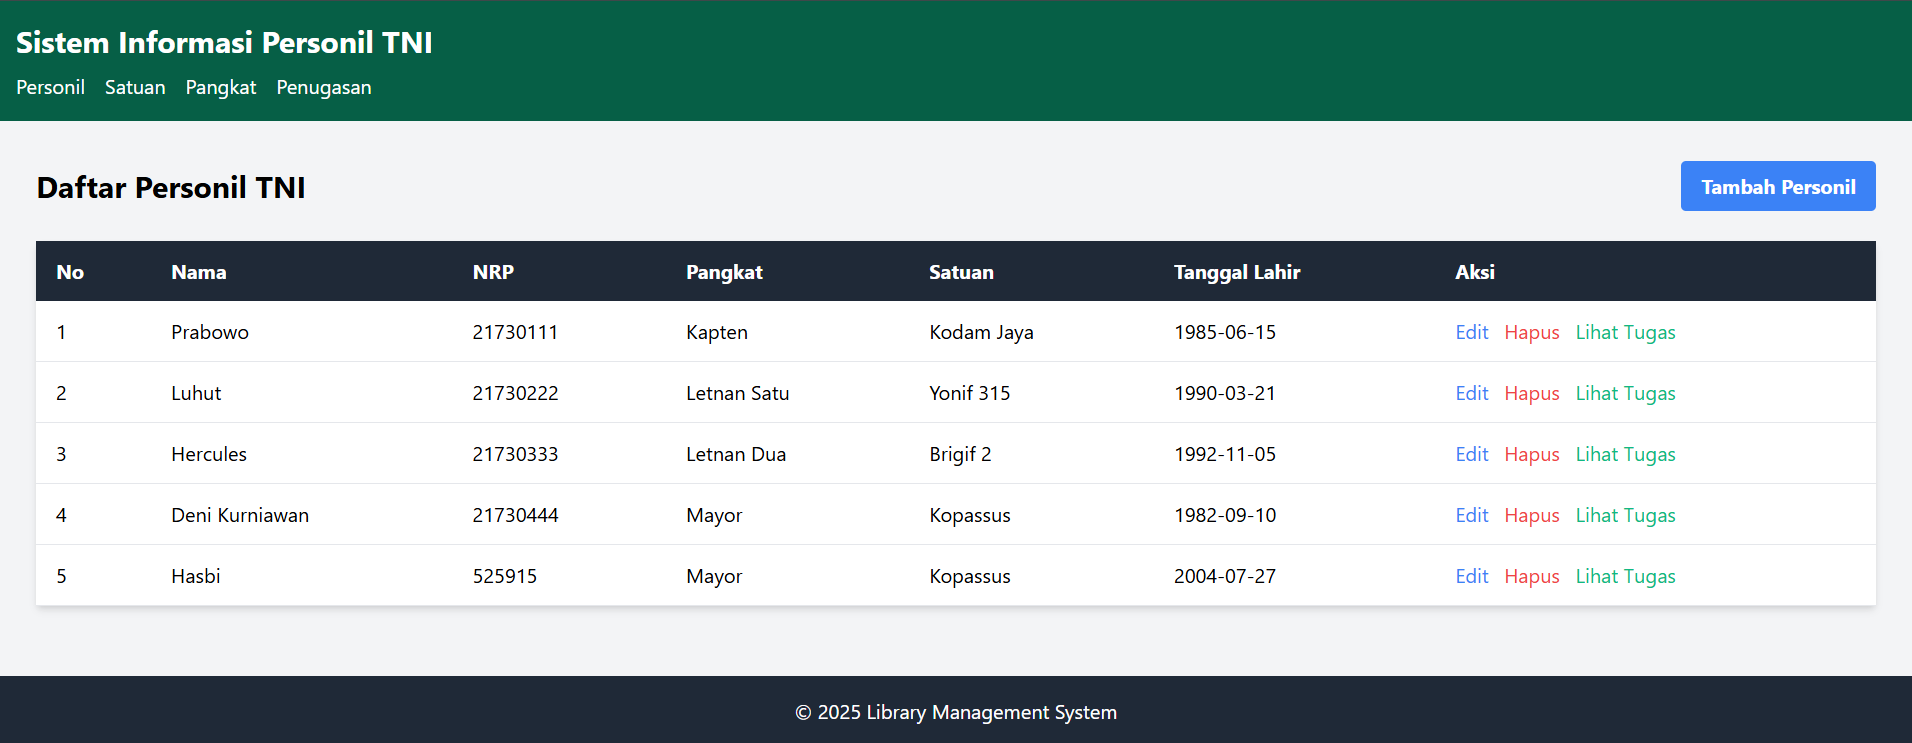 Sistem Informasi Personil TNI
Personil Satuan Pangkat Penugasan
Daftar Personil TNI
Tambah Personil
No Nama NRP Pangkat Satuan Tanggal Lahir Aksi
1 Prabowo 21730111 Kapten Kodam Jaya 1985-06-15 Edit Hapus Lihat Tugas
2 Luhut 21730222 Letnan Satu Yonif 315 1990-03-21 Edit Hapus Lihat Tugas
3 Hercules 21730333 Letnan Dua Brigif 2 1992-11-05 Edit Hapus Lihat Tugas
4 Deni Kurniawan 21730444 Mayor Kopassus 1982-09-10 Edit Hapus Lihat Tugas
5 Hasbi 525915 Mayor Kopassus 2004-07-27 Edit Hapus Lihat Tugas
© 2025 Library Management System